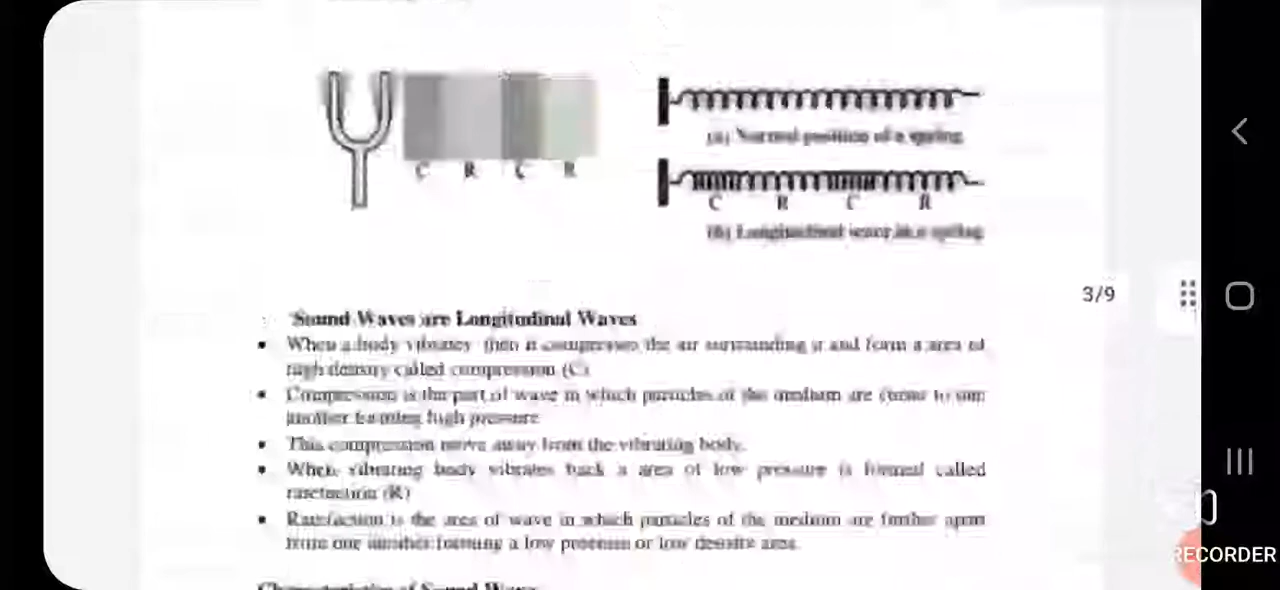 C R C R
(a) Normal position of a spring
C R C R
(b) Longitudinal wave in a spring
3/9
Sound Waves are Longitudinal Waves
• When a body vibrates then it compresses the air surrounding it and form a area of
high density called compression (C)
• Compression is the part of wave in which particles of the medium are to one
another forming high pressure
• This compression move away from the vibrating body.
• When vibrating body vibrates back a area of low pressure is formed called
(R)
• is the area of wave in which particles of the medium are further apart
from one another forming a low pressure or low density area.
RECORDER
Characteristics of Sound Wave